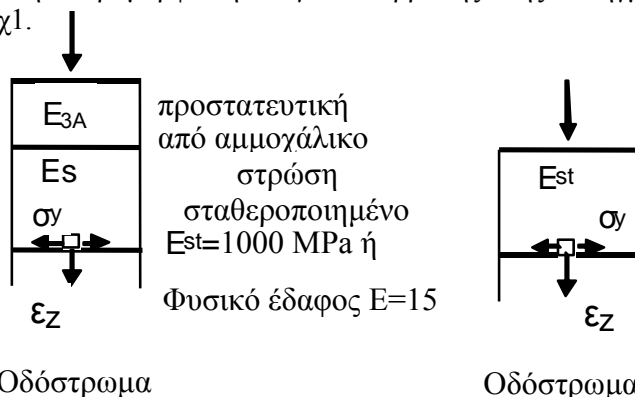 χ1.
E3A
προστατευτική
από αμμοχάλικο
Es
στρώση
Est
σταθεροποιημένο
σy
Est=1000 MPa ή
σy
Φυσικό έδαφος E=15
εz
εz
Οδόστρωμα
Οδόστρωμα